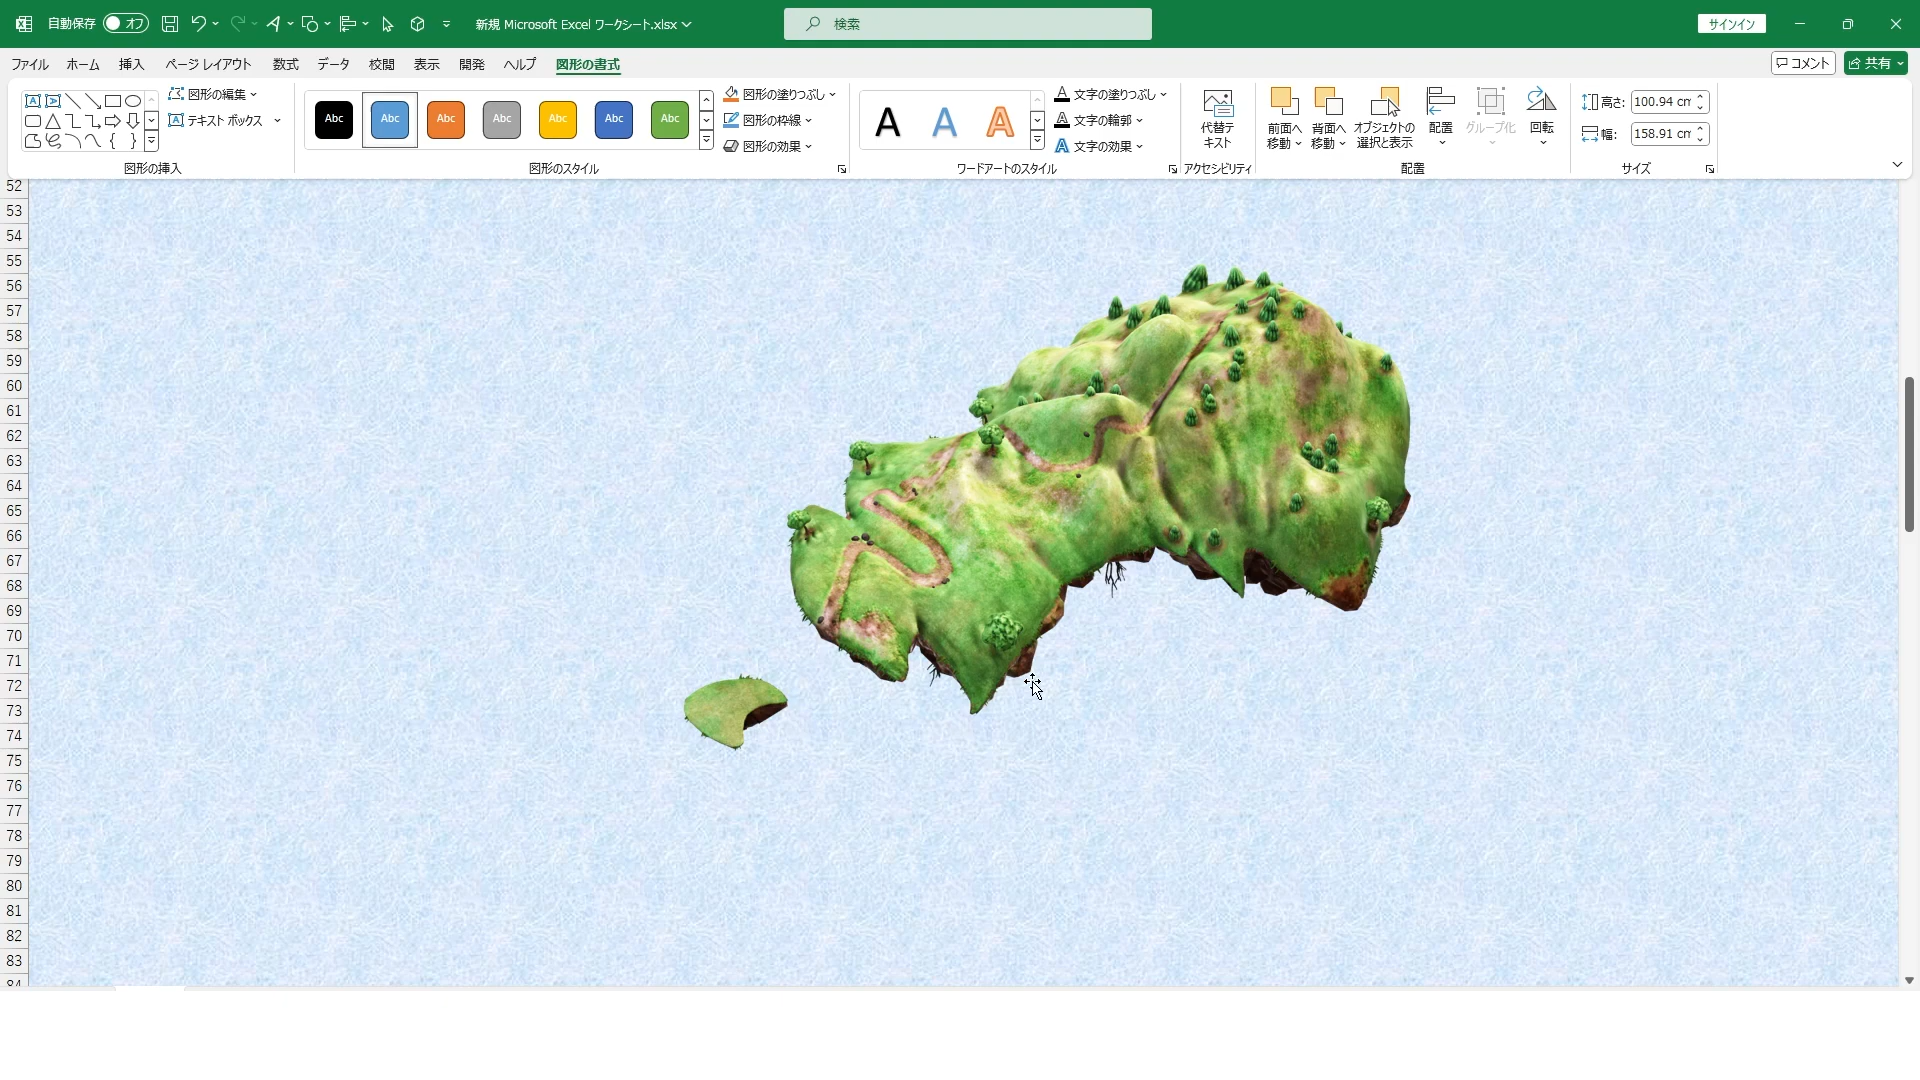 自動保存 オフ 新規 Microsoft Excel ワークシート.xlsx 検索 サインイン
ファイル ホーム 挿入 ページ レイアウト 数式 データ 校閲 表示 開発 ヘルプ 図形の書式 コメント 共有
図形の編集
テキスト ボックス
図形の挿入
Abc Abc Abc Abc Abc Abc Abc
図形の塗りつぶし
図形の枠線
図形の効果
図形のスタイル
A A A
文字の塗りつぶし
文字の輪郭
文字の効果
ワードアートのスタイル
代替テ
キスト
アクセシビリティ
前面へ
移動
背面へ
移動
オブジェクトの
選択と表示
配置
グループ化
回転
配置
高さ: 100.94 cm
幅: 158.91 cm
サイズ
52
53
54
55
56
57
58
59
60
61
62
63
64
65
66
67
68
69
70
71
72
73
74
75
76
77
78
79
80
81
82
83
84